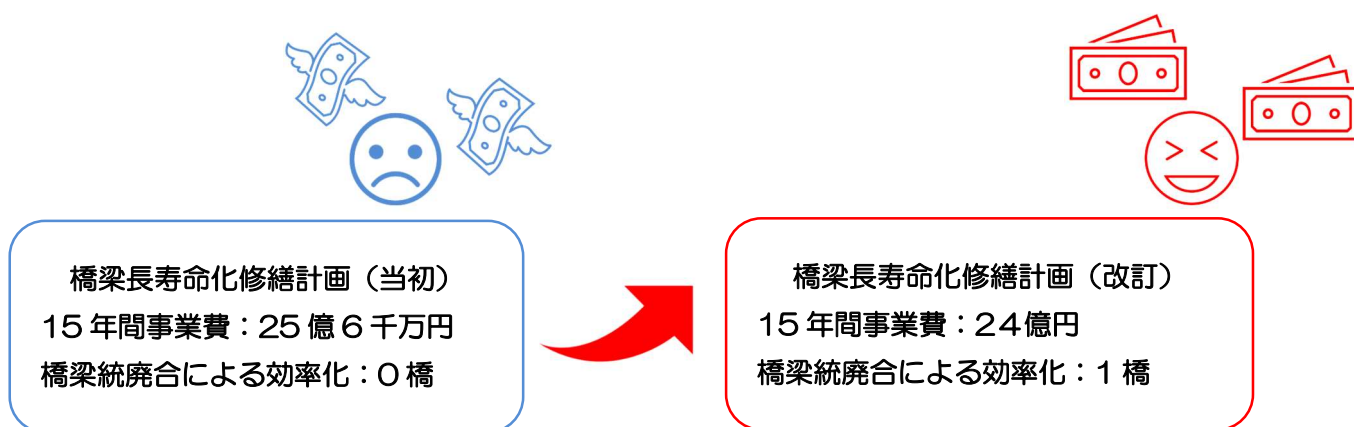 橋梁長寿命化修繕計画（当初）
15年間事業費：25億6千万円
橋梁統廃合による効率化：0橋
橋梁長寿命化修繕計画（改訂）
15年間事業費：24億円
橋梁統廃合による効率化：1橋